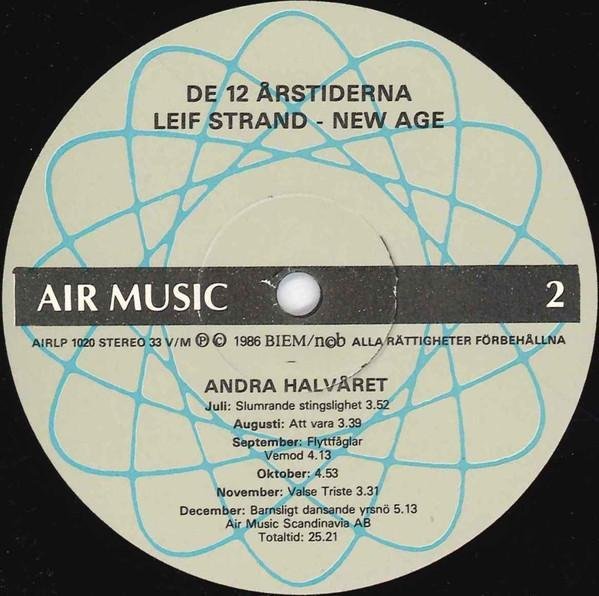 DE 12 ÅRSTIDERNA
LEIF STRAND - NEW AGE
AIR MUSIC 2
AIRLP 1020 STEREO 33 V/M ℗© 1986 BIEM/n©b ALLA RÄTTIGHETER FÖRBEHÅLLNA
ANDRA HALVÅRET
Juli: Slumrande stingslighet 3.52
Augusti: Att vara 3.39
September: Flyttfåglar
Vemod 4.13
Oktober: 4.53
November: Valse Triste 3.31
December: Barnsligt dansande yrsnö 5.13
Air Music Scandinavia AB
Totaltid: 25.21